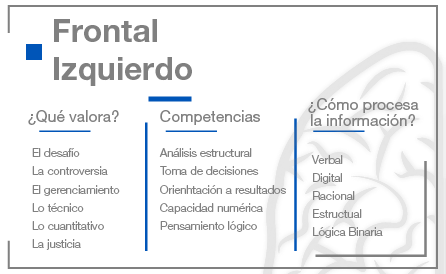 Frontal
Izquierdo
¿Qué valora?
El desafío
La controversia
El gerenciamiento
Lo técnico
Lo cuantitativo
La justicia
Competencias
Análisis estructural
Toma de decisiones
Orienhtación a resultados
Capacidad numérica
Pensamiento lógico
¿Cómo procesa
la información?
Verbal
Digital
Racional
Estructual
Lógica Binaria